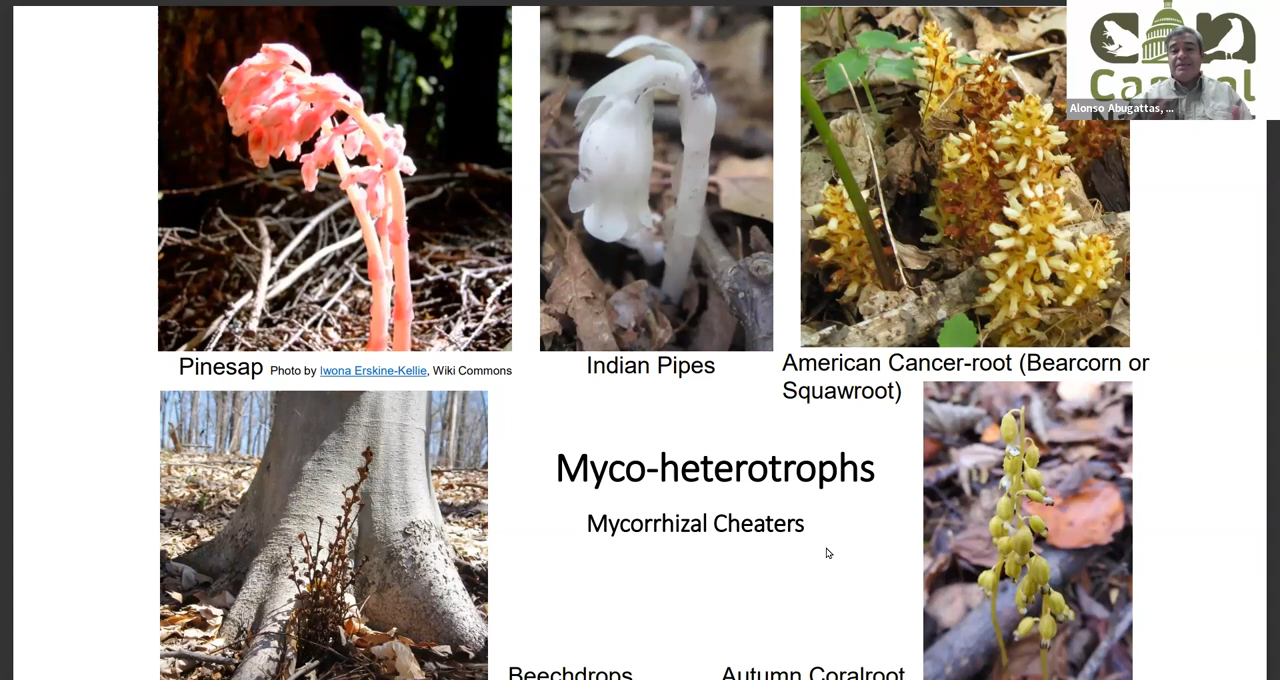 Alonso Abugattas, ...
Pinesap Photo by Iwona Erskine-Kellie, Wiki Commons
Indian Pipes
American Cancer-root (Bearcorn or
Squawroot)
Myco-heterotrophs
Mycorrhizal Cheaters
Beechdrops
Autumn Coralroot